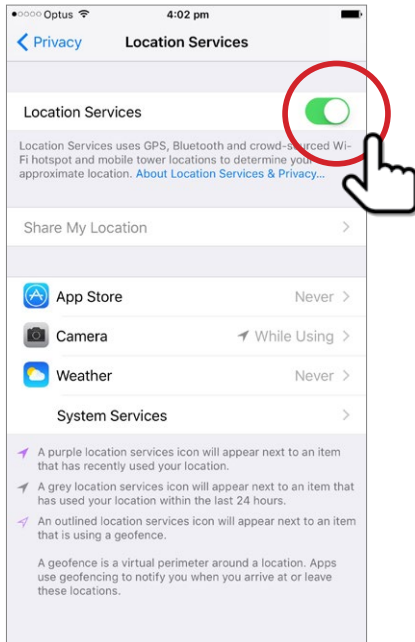 Optus 4:02 pm
Privacy Location Services
Location Services
Location Services uses GPS, Bluetooth and crowd-sourced Wi-
Fi hotspot and mobile tower locations to determine your
approximate location. About Location Services & Privacy...
Share My Location
App Store Never
Camera While Using
Weather Never
System Services
A purple location services icon will appear next to an item
that has recently used your location.
A grey location services icon will appear next to an item that
has used your location within the last 24 hours.
An outlined location services icon will appear next to an item
that is using a geofence.
A geofence is a virtual perimeter around a location. Apps
use geofencing to notify you when you arrive at or leave
these locations.